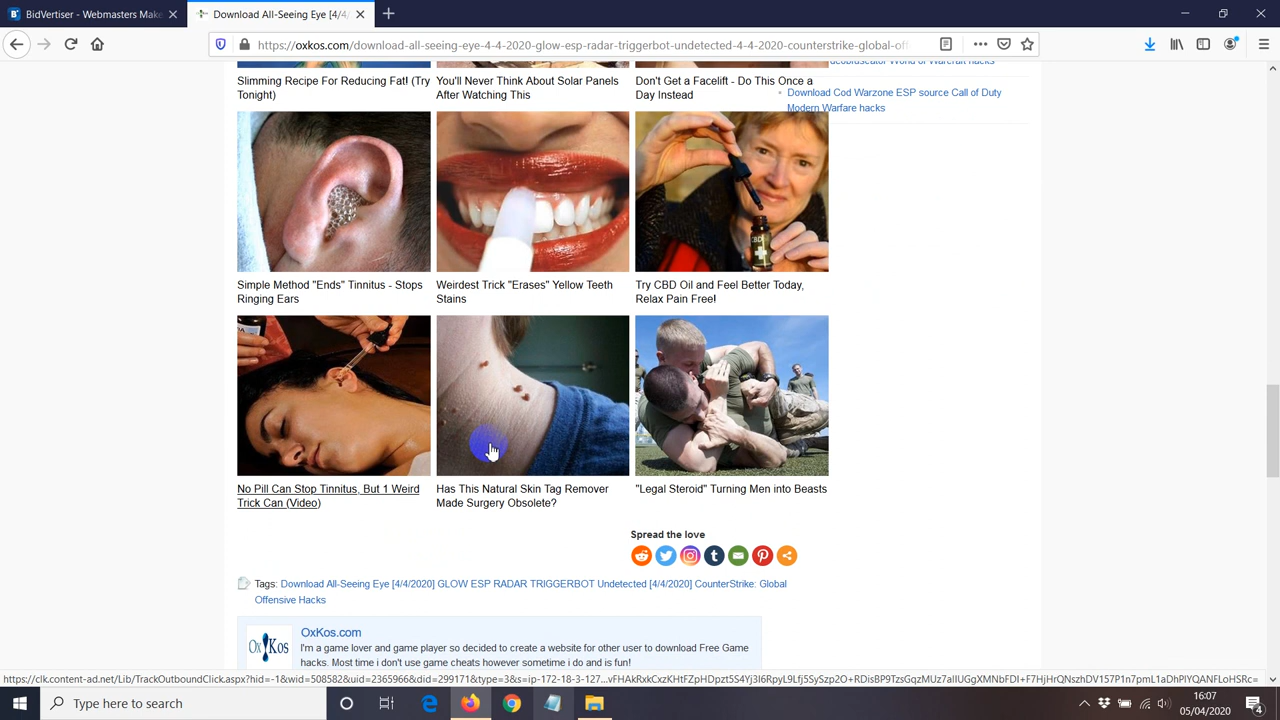 BidVertiser - Webmasters Make
Download All-Seeing Eye [4/4/
https://oxkos.com/download-all-seeing-eye-4-4-2020-glow-esp-radar-triggerbot-undetected-4-4-2020-counterstrike-global-off
deobfuscator World of Warcraft hacks
Slimming Recipe For Reducing Fat! (Try
Tonight)
You'll Never Think About Solar Panels
After Watching This
Don't Get a Facelift - Do This Once a
Day Instead
Download Cod Warzone ESP source Call of Duty
Modern Warfare hacks
CBD
Simple Method "Ends" Tinnitus - Stops
Ringing Ears
Weirdest Trick "Erases" Yellow Teeth
Stains
Try CBD Oil and Feel Better Today,
Relax Pain Free!
No Pill Can Stop Tinnitus, But 1 Weird
Trick Can (Video)
Has This Natural Skin Tag Remover
Made Surgery Obsolete?
"Legal Steroid" Turning Men into Beasts
Spread the love
Tags: Download All-Seeing Eye [4/4/2020] GLOW ESP RADAR TRIGGERBOT Undetected [4/4/2020] CounterStrike: Global
Offensive Hacks
OxKos
OxKos.com
I'm a game lover and game player so decided to create a website for other user to download Free Game
hacks. Most time i don't use game cheats however sometime i do and is fun!
Type here to search
16:07
05/04/2020
4